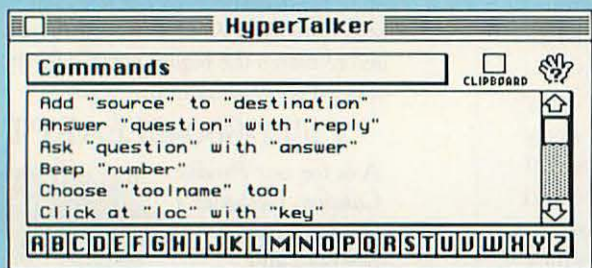 HyperTalker
Commands
CLIPBOARD
?
Add "source" to "destination"
Answer "question" with "reply"
Ask "question" with "answer"
Beep "number"
Choose "toolname" tool
Click at "loc" with "key"
A B C D E F G H I J K L M N O P Q R S T U V W X Y Z